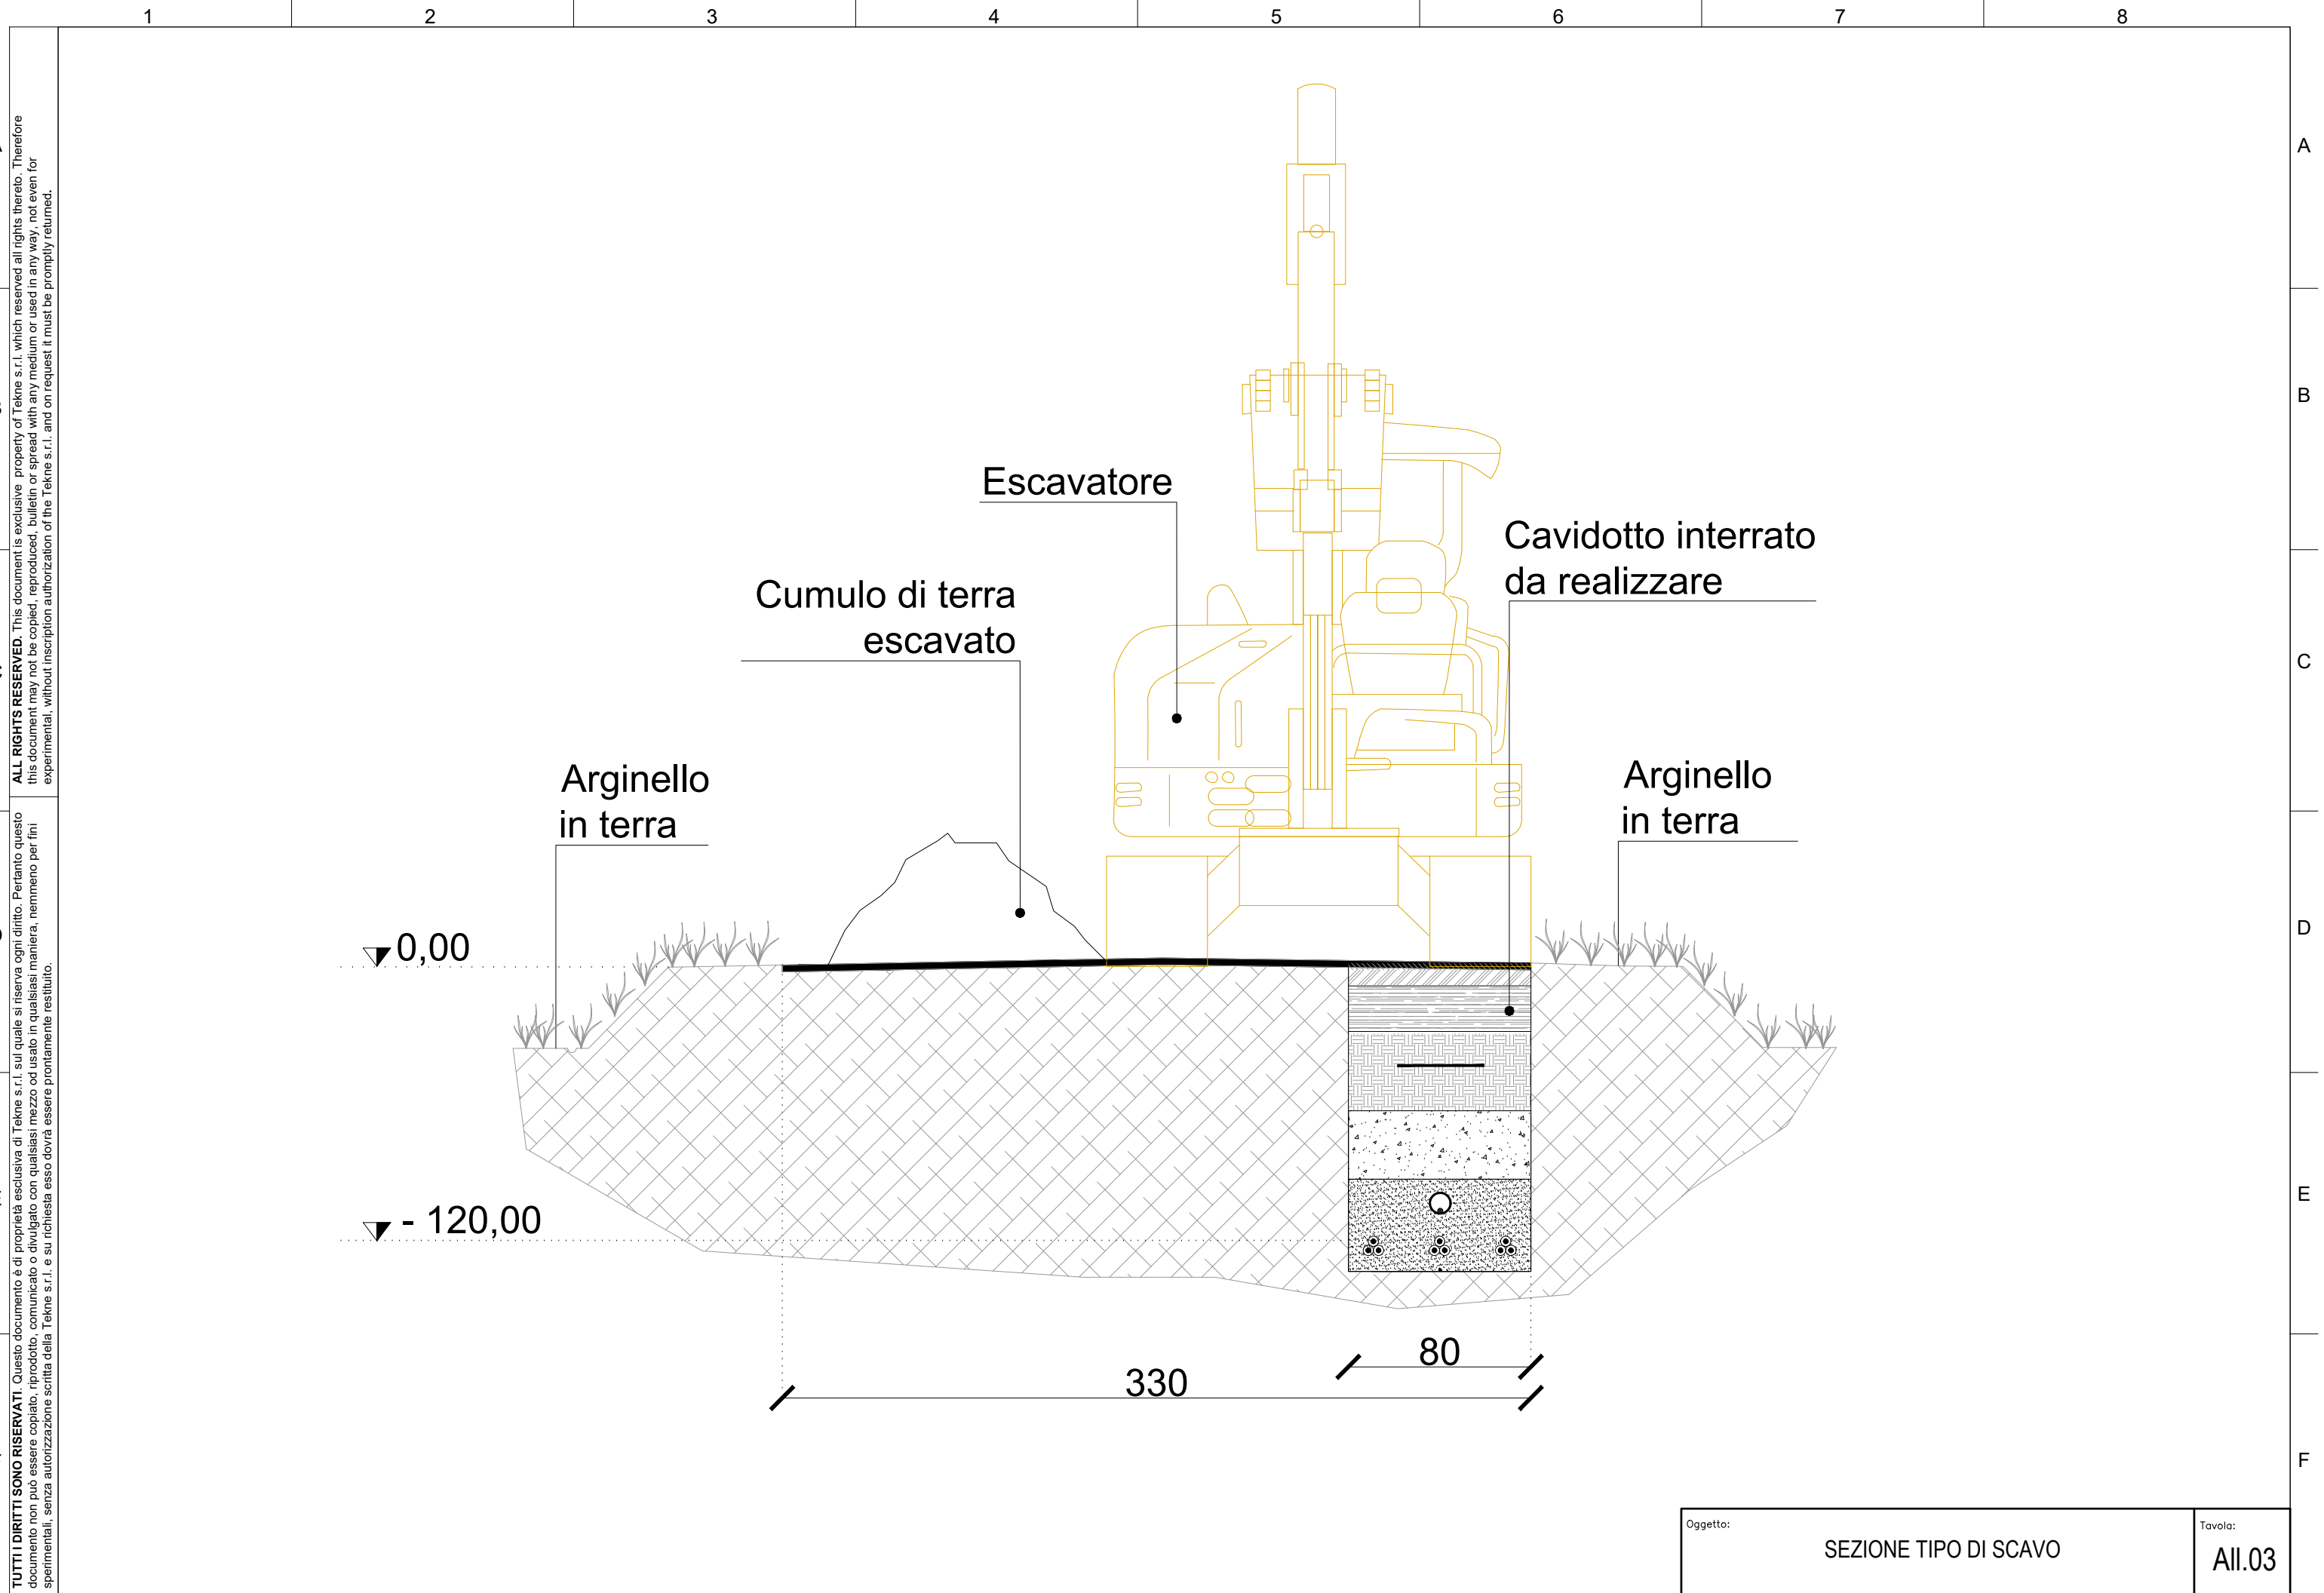 1 2 3 4 5 6 7 8
A
B
C
D
E
F
ALL RIGHTS RESERVED. This document is exclusive property of Tekne s.r.l. which reserved all rights thereto. Therefore
this document may not be copied, reproduced, bulletin or spread with any medium or used in any way, not even for
experimental, without inscription authorization of the Tekne s.r.l. and on request it must be promptly returned.
TUTTI I DIRITTI SONO RISERVATI. Questo documento è di proprietà esclusiva di Tekne s.r.l. sul quale si riserva ogni diritto. Pertanto questo
documento non può essere copiato, riprodotto, comunicato o divulgato con qualsiasi mezzo od usato in qualsiasi maniera, nemmeno per fini
sperimentali, senza autorizzazione scritta della Tekne s.r.l. e su richiesta esso dovrà essere prontamente restituito.
Escavatore
Cavidotto interrato
da realizzare
Cumulo di terra
escavato
Arginello
in terra
Arginello
in terra
0,00
- 120,00
80
330
Oggetto:
SEZIONE TIPO DI SCAVO
Tavola:
All.03